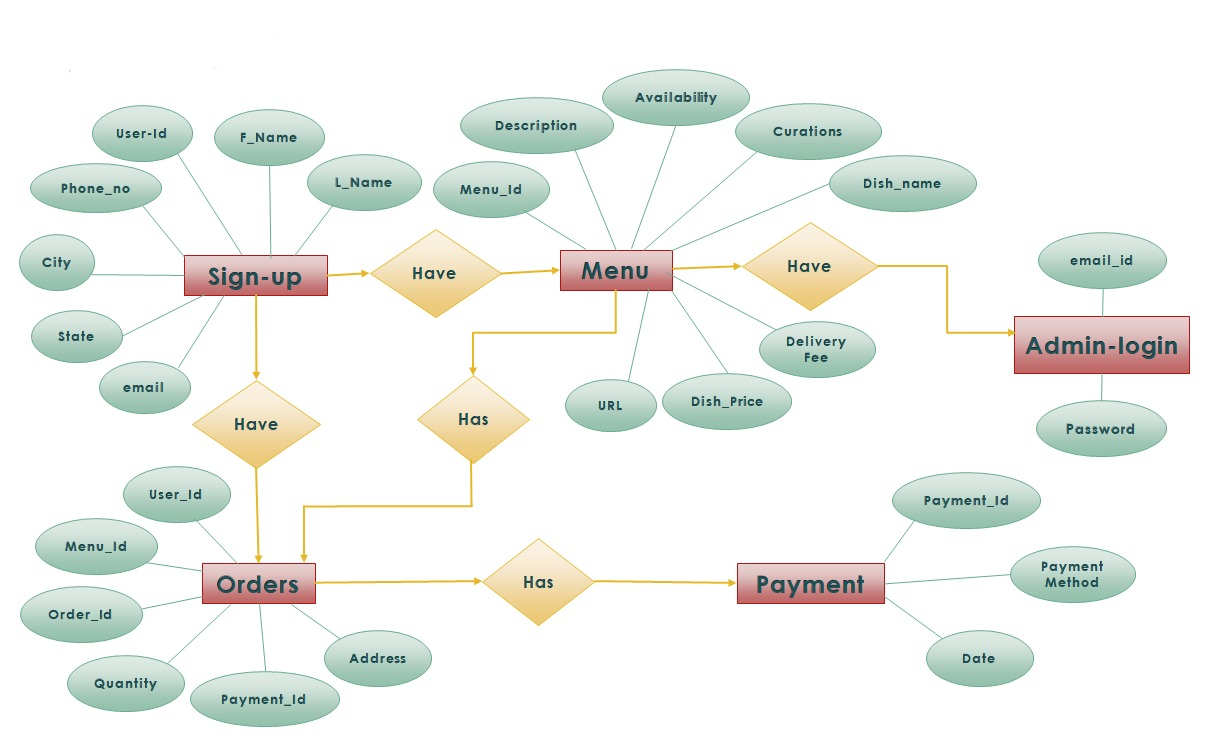 Availability
Description
Curations
User-Id
F_Name
L_Name
Phone_no
Menu_Id
Dish_name
City
Sign-up
Have
Menu
Have
email_id
State
email
Delivery
Fee
Admin-login
URL
Dish_Price
Have
Has
Password
User_Id
Payment_Id
Menu_Id
Orders
Has
Payment
Payment
Method
Order_Id
Address
Date
Quantity
Payment_Id